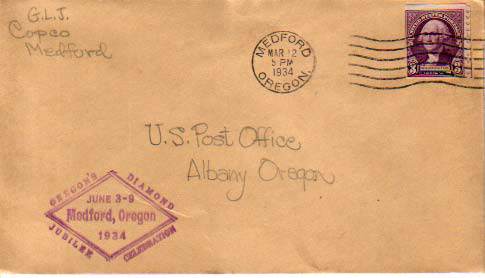 G.L.J.
Copco
Medford
MEDFORD
MAR 12
5 PM
1934
OREGON.
3
U.S. Post Office
Albany Oregon
OREGON'S DIAMOND
JUNE 3-9
Medford, Oregon
1934
JUBILEE CELEBRATION